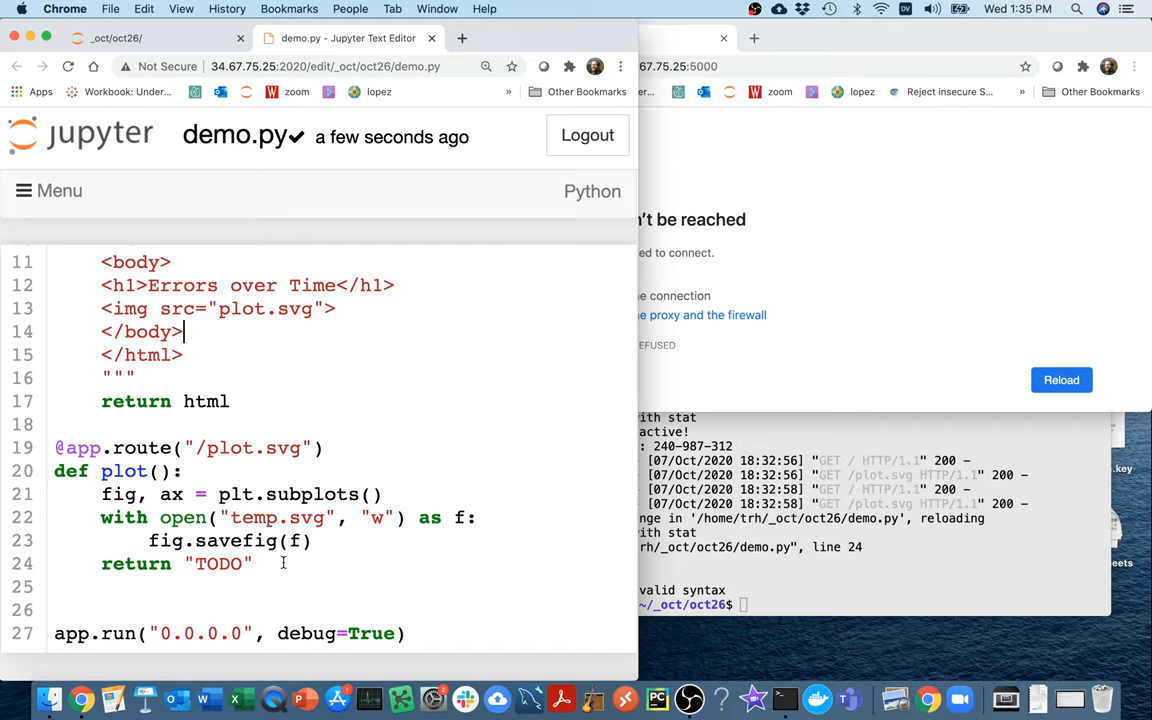 Chrome File Edit View History Bookmarks People Tab Window Help
Wed 1:35 PM
_oct/oct26/
demo.py - Jupyter Text Editor
Not Secure
34.67.75.25:2020/edit/_oct/oct26/demo.py
67.75.25:5000
Apps
Workbook: Under...
zoom
lopez
»
Other Bookmarks
zoom
lopez
Reject insecure S...
»
Other Bookmarks
jupyter demo.py✔ a few seconds ago
Logout
Menu
Python
11 <body>
12 <h1>Errors over Time</h1>
13 <img src="plot.svg">
14 </body>
15 </html>
16 """
17 return html
18
19 @app.route("/plot.svg")
20 def plot():
21 fig, ax = plt.subplots()
22 with open("temp.svg", "w") as f:
23 fig.savefig(f)
24 return "TODO"
25
26
27 app.run("0.0.0.0", debug=True)
't be reached
ed to connect.
e connection
e proxy and the firewall
EFUSED
Reload
ith stat
active!
: 240-987-312
- [07/Oct/2020 18:32:56] "GET / HTTP/1.1" 200 -
- [07/Oct/2020 18:32:56] "GET /plot.svg HTTP/1.1" 200 -
- [07/Oct/2020 18:32:58] "GET / HTTP/1.1" 200 -
- [07/Oct/2020 18:32:58] "GET /plot.svg HTTP/1.1" 200 -
nge in '/home/trh/_oct/oct26/demo.py', reloading
ith stat
rh/_oct/oct26/demo.py", line 24
valid syntax
~/_oct/oct26$
.key
eets